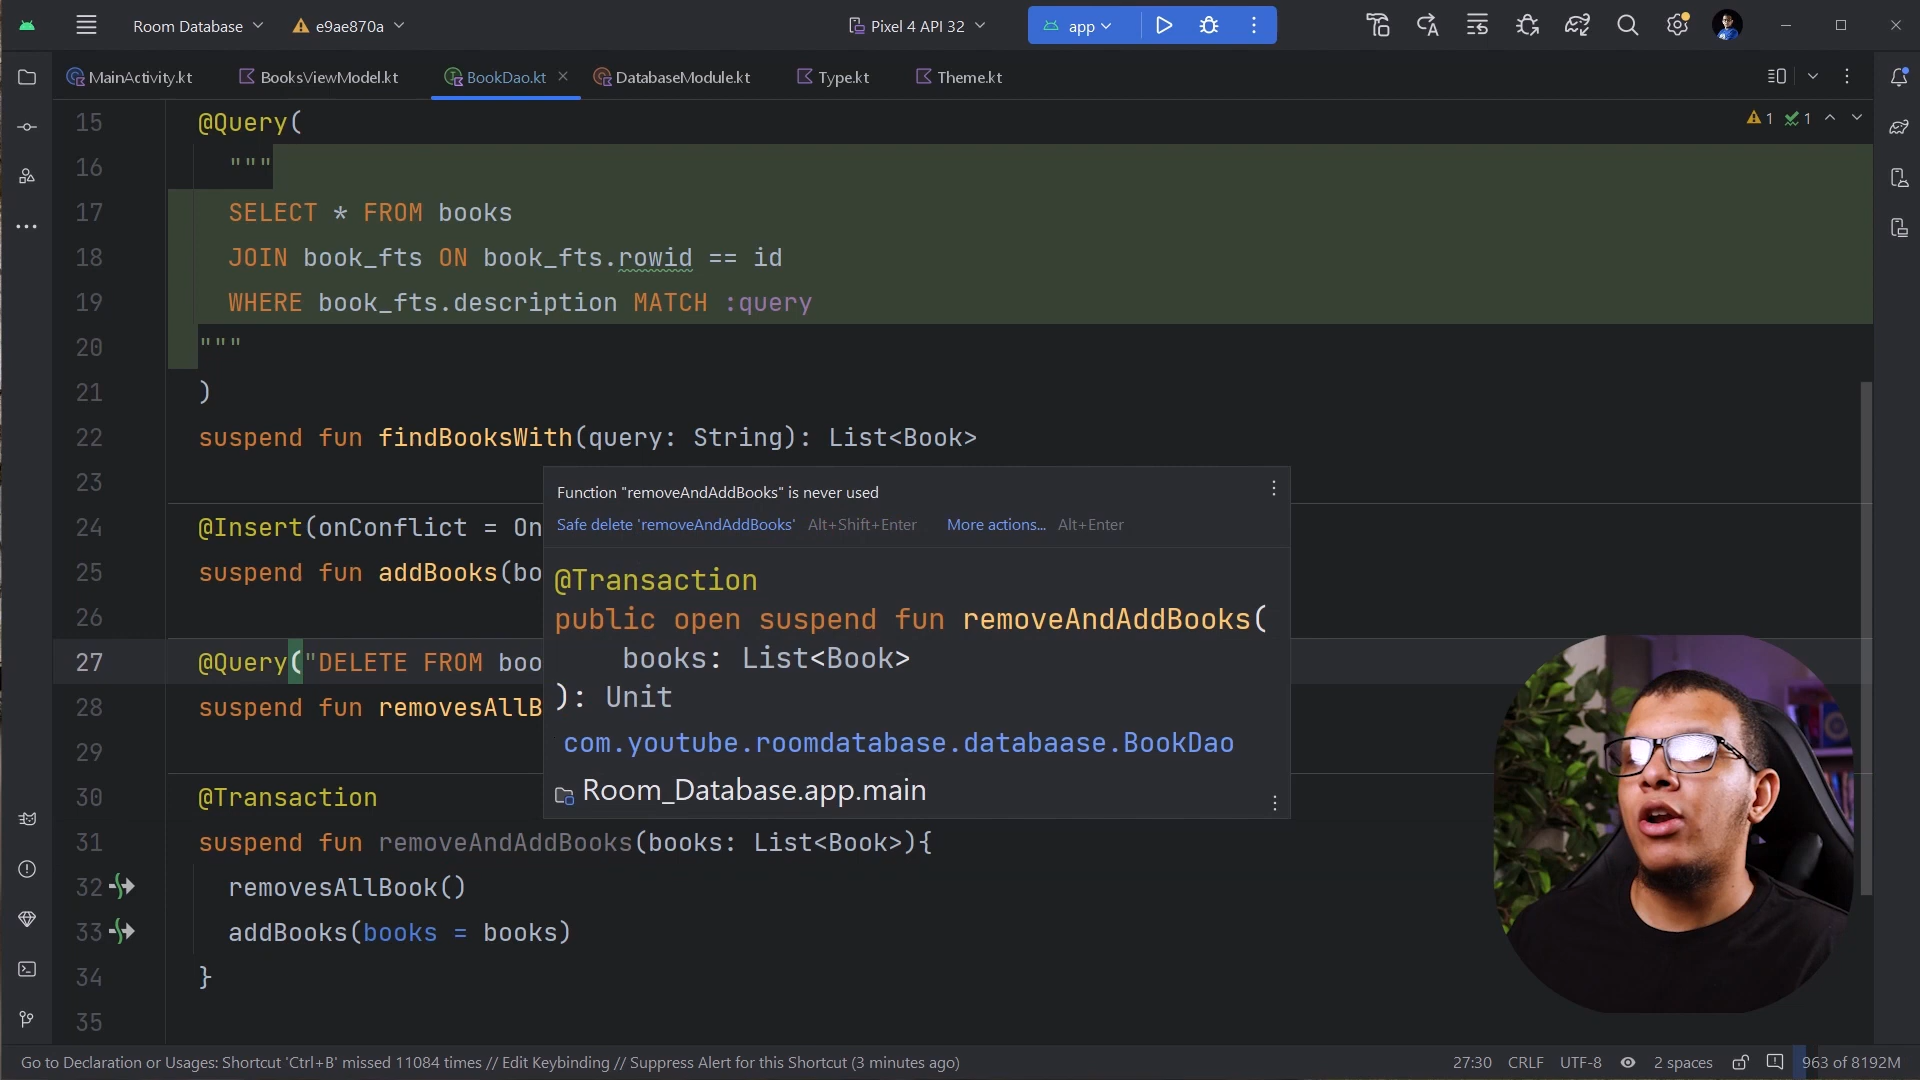 Room Database
e9ae870a
Pixel 4 API 32
app
MainActivity.kt
BooksViewModel.kt
BookDao.kt
DatabaseModule.kt
Type.kt
Theme.kt
1
1
15 @Query(
16 """
17 SELECT * FROM books
18 JOIN book_fts ON book_fts.rowid == id
19 WHERE book_fts.description MATCH :query
20 """
21 )
22 suspend fun findBooksWith(query: String): List<Book>
23
24 @Insert(onConflict = On
25 suspend fun addBooks(bo
26
27 @Query("DELETE FROM boo
28 suspend fun removesAllB
29
30 @Transaction
31 suspend fun removeAndAddBooks(books: List<Book>){
32 removesAllBook()
33 addBooks(books = books)
34 }
35
Function "removeAndAddBooks" is never used
Safe delete 'removeAndAddBooks' Alt+Shift+Enter More actions... Alt+Enter
@Transaction
public open suspend fun removeAndAddBooks(
books: List<Book>
): Unit
com.youtube.roomdatabase.databaase.BookDao
Room_Database.app.main
Go to Declaration or Usages: Shortcut 'Ctrl+B' missed 11084 times // Edit Keybinding // Suppress Alert for this Shortcut (3 minutes ago)
27:30 CRLF UTF-8 2 spaces 963 of 8192M